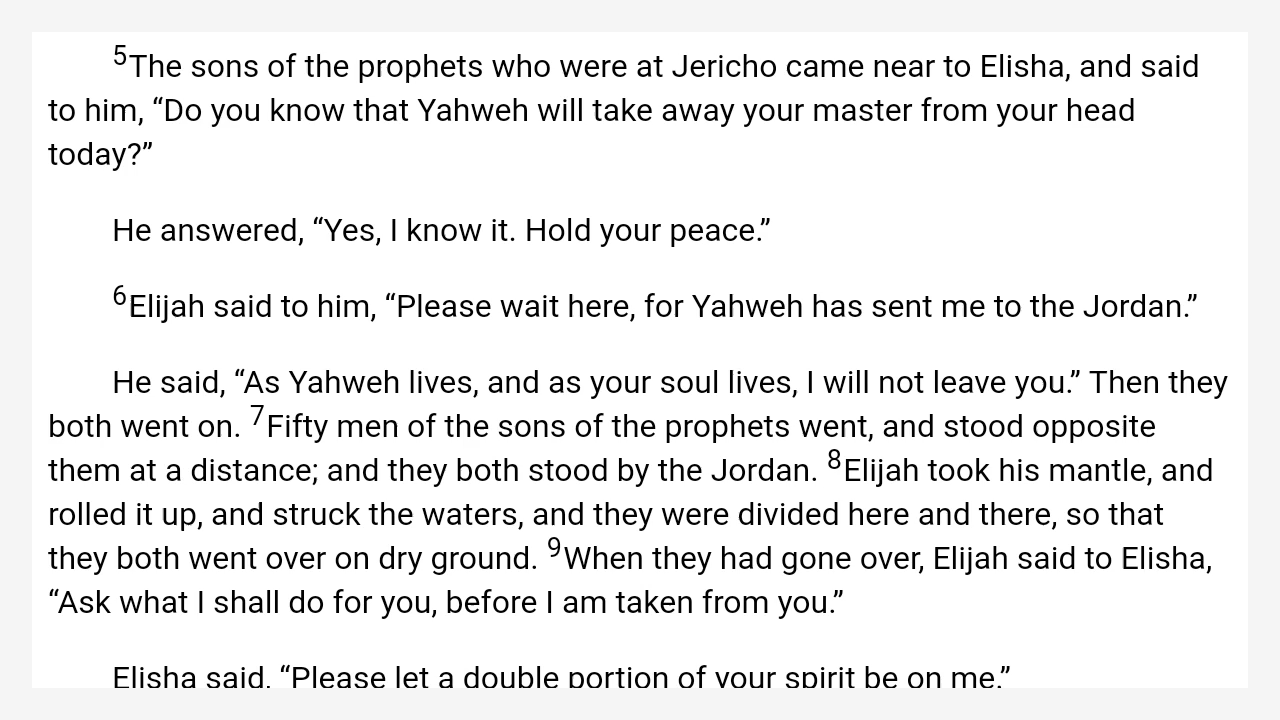 5The sons of the prophets who were at Jericho came near to Elisha, and said
to him, “Do you know that Yahweh will take away your master from your head
today?”
He answered, “Yes, I know it. Hold your peace.”
6Elijah said to him, “Please wait here, for Yahweh has sent me to the Jordan.”
He said, “As Yahweh lives, and as your soul lives, I will not leave you.” Then they
both went on. 7Fifty men of the sons of the prophets went, and stood opposite
them at a distance; and they both stood by the Jordan. 8Elijah took his mantle, and
rolled it up, and struck the waters, and they were divided here and there, so that
they both went over on dry ground. 9When they had gone over, Elijah said to Elisha,
“Ask what I shall do for you, before I am taken from you.”
Elisha said, “Please let a double portion of your spirit be on me.”